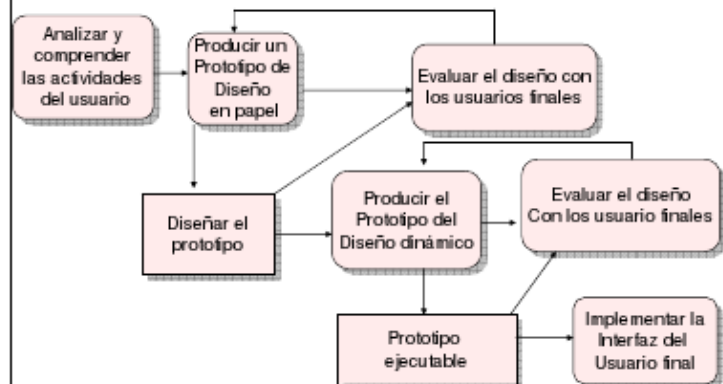 Analizar y
comprender
las actividades
del usuario
Producir un
Prototipo de
Diseño
en papel
Evaluar el diseño con
los usuarios finales
Diseñar el
prototipo
Producir el
Prototipo del
Diseño dinámico
Evaluar el diseño
Con los usuario finales
Prototipo
ejecutable
Implementar la
Interfaz del
Usuario final